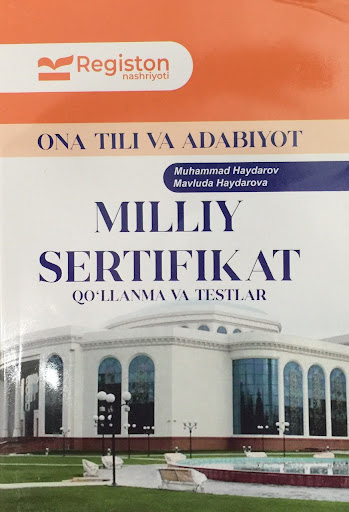 Registon
nashriyoti
ONA TILI VA ADABIYOT
Muhammad Haydarov
Mavluda Haydarova
MILLIY
SERTIFIKAT
QO‘LLANMA VA TESTLAR